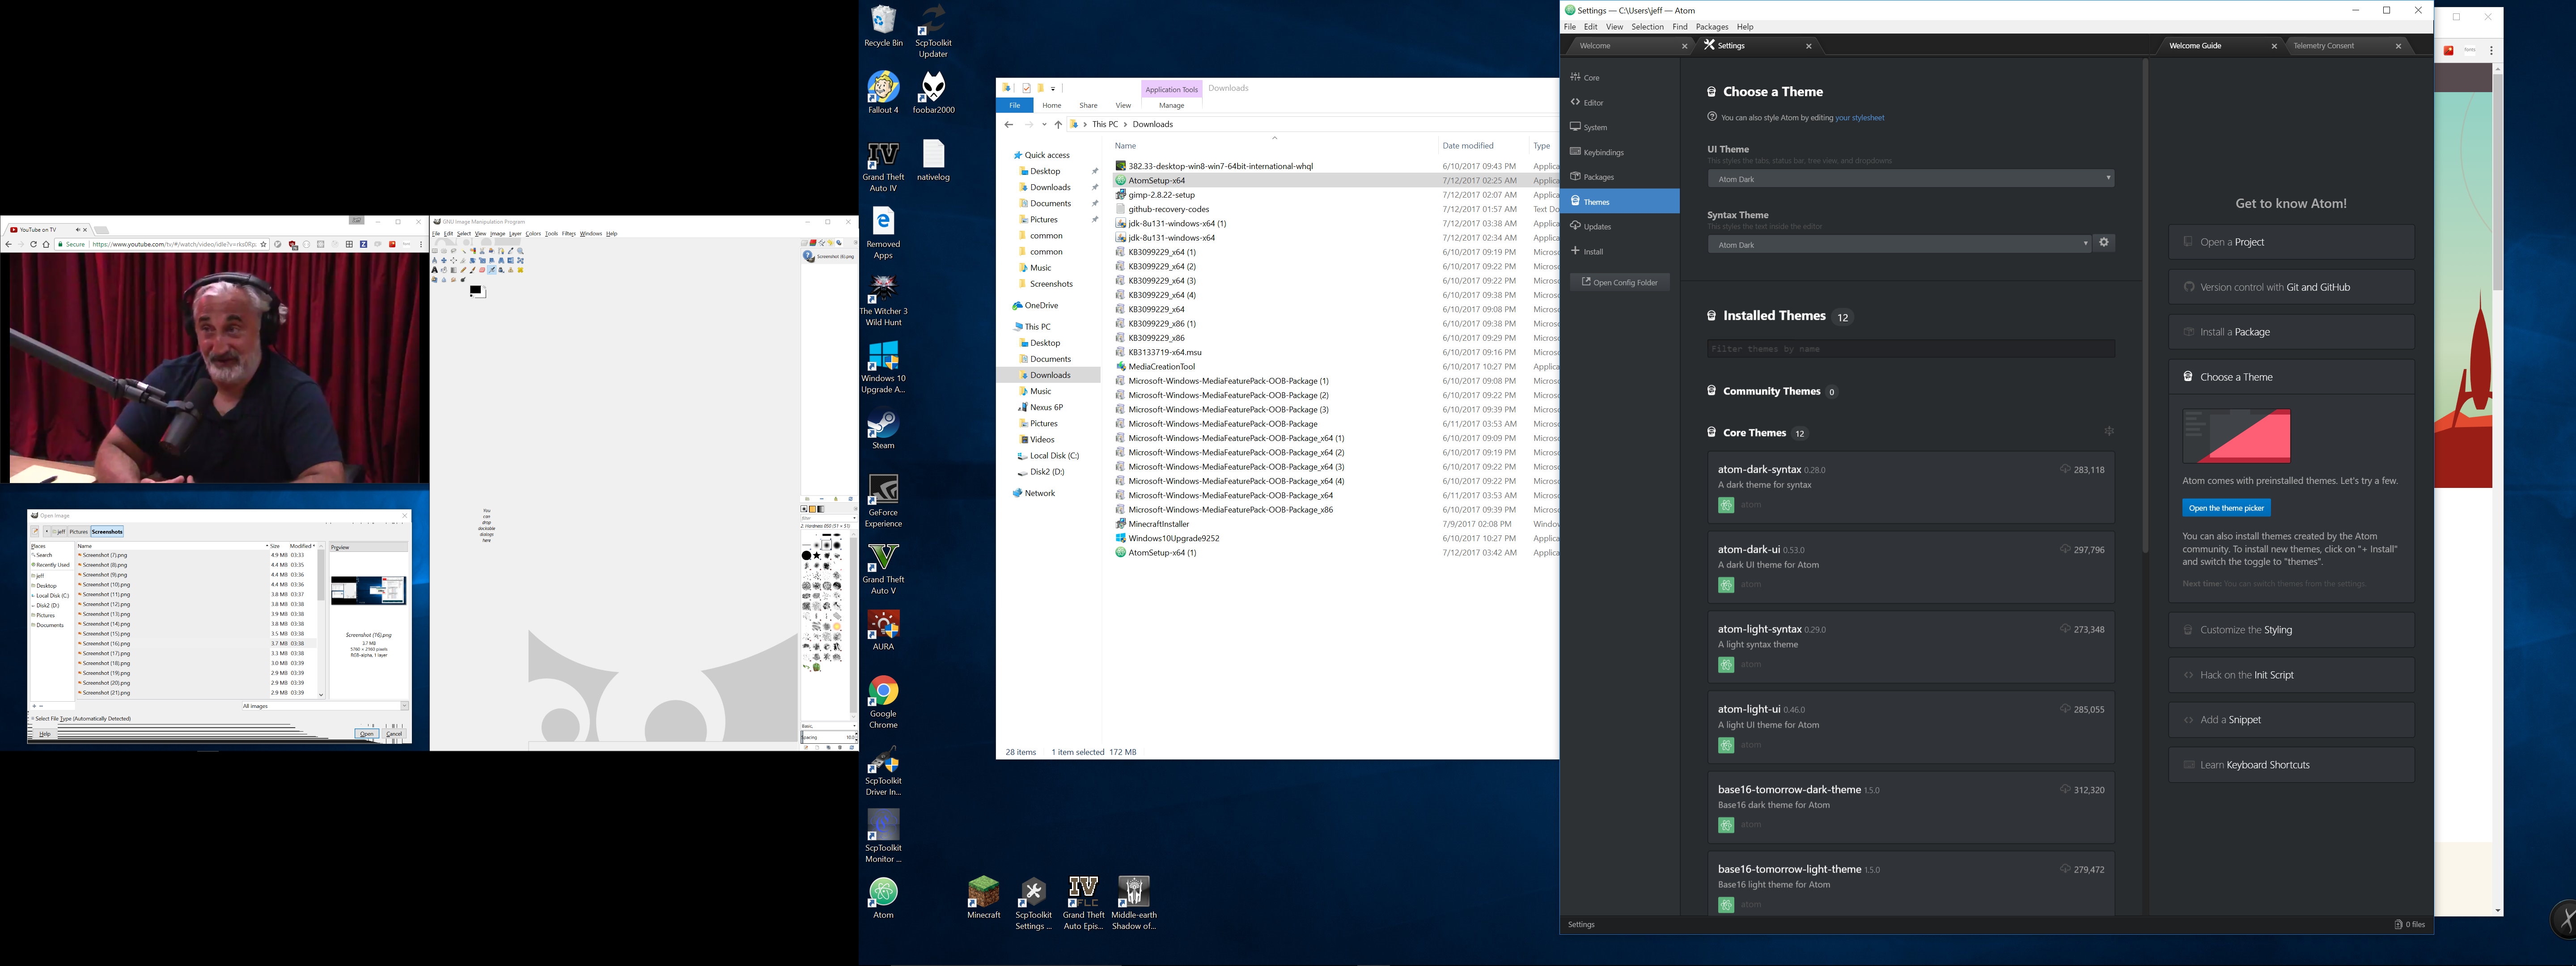 YouTube on TV
Secure
https://www.youtube.com/tv/#/watch/video/idle?v=rks0Rp
Open Image
jeff Pictures Screenshots
Places
Search
Recently Used
jeff
Desktop
Local Disk (C:)
Disk2 (D:)
Pictures
Documents
Name Size Modified
Screenshot (7).png 4.9 MB 03:33
Screenshot (8).png 4.4 MB 03:35
Screenshot (9).png 4.4 MB 03:36
Screenshot (10).png 4.4 MB 03:36
Screenshot (11).png 3.8 MB 03:37
Screenshot (12).png 3.8 MB 03:38
Screenshot (13).png 3.9 MB 03:38
Screenshot (14).png 3.8 MB 03:38
Screenshot (15).png 3.5 MB 03:38
Screenshot (16).png 3.7 MB 03:38
Screenshot (17).png 3.3 MB 03:38
Screenshot (18).png 3.0 MB 03:39
Screenshot (19).png 2.9 MB 03:39
Screenshot (20).png 2.9 MB 03:39
Screenshot (21).png 2.9 MB 03:39
Preview
Screenshot (16).png
3.7 MB
5760 × 2160 pixels
RGB-alpha, 1 layer
All images
Select File Type (Automatically Detected)
Help
Open
Cancel
GNU Image Manipulation Program
File Edit Select View Image Layer Colors Tools Filters Windows Help
You
can
drop
dockable
dialogs
here
Screenshot (6).png
2. Hardness 050 (51 × 51)
Basic,
Spacing 10.0
Recycle Bin
ScpToolkit
Updater
Fallout 4
foobar2000
Grand Theft
Auto IV
nativelog
Removed
Apps
The Witcher 3
Wild Hunt
Windows 10
Upgrade A...
Steam
GeForce
Experience
Grand Theft
Auto V
AURA
Google
Chrome
ScpToolkit
Driver In...
ScpToolkit
Monitor ...
Atom
Minecraft
ScpToolkit
Settings ...
Grand Theft
Auto Epis...
Middle-earth
Shadow of...
Application Tools
Downloads
File Home Share View Manage
This PC > Downloads
Quick access
Desktop
Downloads
Documents
Pictures
common
common
Music
Screenshots
OneDrive
This PC
Desktop
Documents
Downloads
Music
Nexus 6P
Pictures
Videos
Local Disk (C:)
Disk2 (D:)
Network
Name Date modified Type
382.33-desktop-win8-win7-64bit-international-whql 6/10/2017 09:43 PM Applica
AtomSetup-x64 7/12/2017 02:25 AM Applica
gimp-2.8.22-setup 7/12/2017 02:07 AM Applica
github-recovery-codes 7/12/2017 01:57 AM Text Do
jdk-8u131-windows-x64 (1) 7/12/2017 03:38 AM Applica
jdk-8u131-windows-x64 7/12/2017 02:34 AM Applica
KB3099229_x64 (1) 6/10/2017 09:19 PM Microso
KB3099229_x64 (2) 6/10/2017 09:22 PM Microso
KB3099229_x64 (3) 6/10/2017 09:22 PM Microso
KB3099229_x64 (4) 6/10/2017 09:38 PM Microso
KB3099229_x64 6/10/2017 09:08 PM Microso
KB3099229_x86 (1) 6/10/2017 09:38 PM Microso
KB3099229_x86 6/10/2017 09:29 PM Microso
KB3133719-x64.msu 6/10/2017 09:16 PM Microso
MediaCreationTool 6/10/2017 10:27 PM Applica
Microsoft-Windows-MediaFeaturePack-OOB-Package (1) 6/10/2017 09:08 PM Microso
Microsoft-Windows-MediaFeaturePack-OOB-Package (2) 6/10/2017 09:22 PM Microso
Microsoft-Windows-MediaFeaturePack-OOB-Package (3) 6/10/2017 09:39 PM Microso
Microsoft-Windows-MediaFeaturePack-OOB-Package 6/11/2017 03:53 AM Microso
Microsoft-Windows-MediaFeaturePack-OOB-Package_x64 (1) 6/10/2017 09:09 PM Microso
Microsoft-Windows-MediaFeaturePack-OOB-Package_x64 (2) 6/10/2017 09:19 PM Microso
Microsoft-Windows-MediaFeaturePack-OOB-Package_x64 (3) 6/10/2017 09:22 PM Microso
Microsoft-Windows-MediaFeaturePack-OOB-Package_x64 (4) 6/10/2017 09:22 PM Microso
Microsoft-Windows-MediaFeaturePack-OOB-Package_x64 6/11/2017 03:53 AM Microso
Microsoft-Windows-MediaFeaturePack-OOB-Package_x86 6/10/2017 09:39 PM Microso
MinecraftInstaller 7/9/2017 02:08 PM Windov
Windows10Upgrade9252 6/10/2017 10:27 PM Applica
AtomSetup-x64 (1) 7/12/2017 03:42 AM Applica
28 items 1 item selected 172 MB
Settings — C:\Users\jeff — Atom
File Edit View Selection Find Packages Help
Welcome
Settings
Welcome Guide
Telemetry Consent
Core
Editor
System
Keybindings
Packages
Themes
Updates
Install
Open Config Folder
Choose a Theme
You can also style Atom by editing your stylesheet
UI Theme
This styles the tabs, status bar, tree view, and dropdowns
Atom Dark
Syntax Theme
This styles the text inside the editor
Atom Dark
Installed Themes 12
Filter themes by name
Community Themes 0
Core Themes 12
atom-dark-syntax 0.28.0 283,118
A dark theme for syntax
atom
atom-dark-ui 0.53.0 297,796
A dark UI theme for Atom
atom
atom-light-syntax 0.29.0 273,348
A light syntax theme
atom
atom-light-ui 0.46.0 285,055
A light UI theme for Atom
atom
base16-tomorrow-dark-theme 1.5.0 312,320
Base16 dark theme for Atom
atom
base16-tomorrow-light-theme 1.5.0 279,472
Base16 light theme for Atom
atom
Get to know Atom!
Open a Project
Version control with Git and GitHub
Install a Package
Choose a Theme
Atom comes with preinstalled themes. Let's try a few.
Open the theme picker
You can also install themes created by the Atom
community. To install new themes, click on "+ Install"
and switch the toggle to "themes".
Next time: You can switch themes from the settings.
Customize the Styling
Hack on the Init Script
Add a Snippet
Learn Keyboard Shortcuts
Settings
0 files